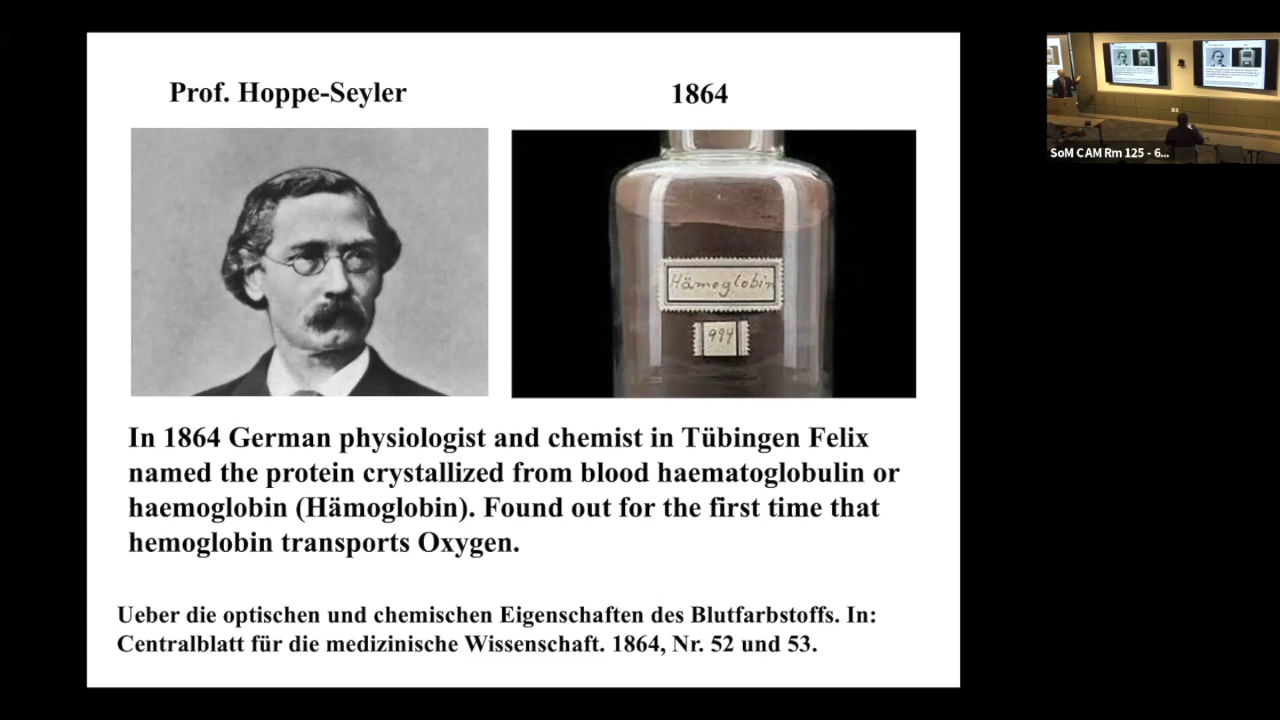 Prof. Hoppe-Seyler
1864
Hämoglobin
994
In 1864 German physiologist and chemist in Tübingen Felix
named the protein crystallized from blood haematoglobulin or
haemoglobin (Hämoglobin). Found out for the first time that
hemoglobin transports Oxygen.
Ueber die optischen und chemischen Eigenschaften des Blutfarbstoffs. In:
Centralblatt für die medizinische Wissenschaft. 1864, Nr. 52 und 53.
SoM CAM Rm 125 - 6...